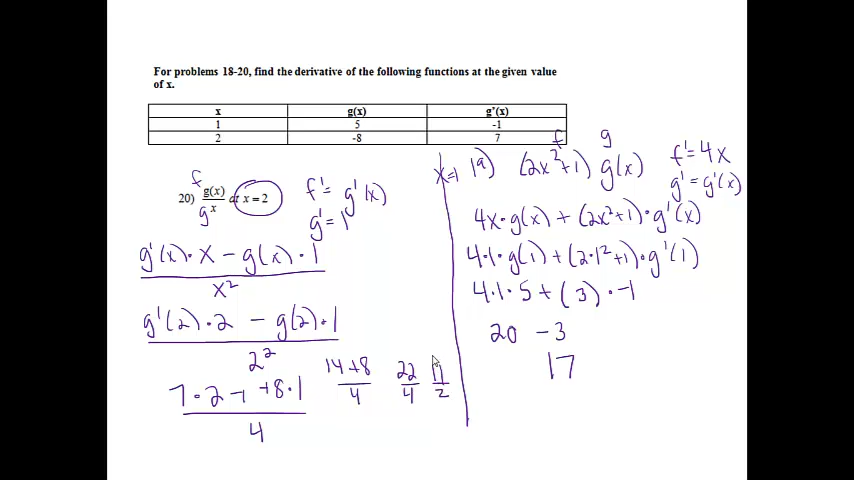 For problems 18-20, find the derivative of the following functions at the given value
of x.
x g(x) g'(x)
1 5 -1
2 -8 7
f
20) g(x)/x at x = 2
g
f' = g'(x)
g' = 1
g'(x)·x - g(x)·1
x²
g'(2)·2 - g(2)·1
2²
7·2 - +8·1
4
14+8
4
22
4
11
2
f g
x=1 19) (2x²+1) g(x)
f' = 4x
g' = g'(x)
4x·g(x) + (2x²+1)·g'(x)
4·1·g(1) + (2·1²+1)·g'(1)
4·1·5 + (3)·-1
20 - 3
17